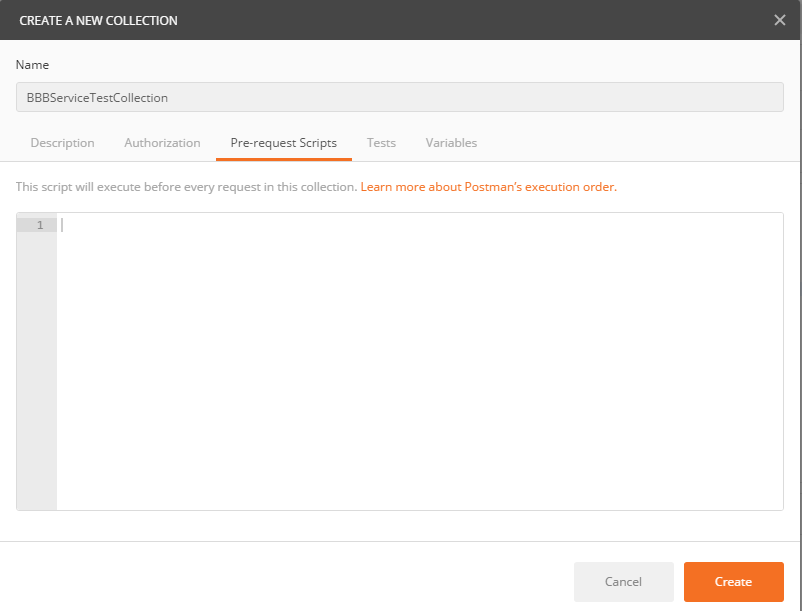 CREATE A NEW COLLECTION
Name
BBBServiceTestCollection
Description Authorization Pre-request Scripts Tests Variables
This script will execute before every request in this collection. Learn more about Postman's execution order.
1
Cancel Create